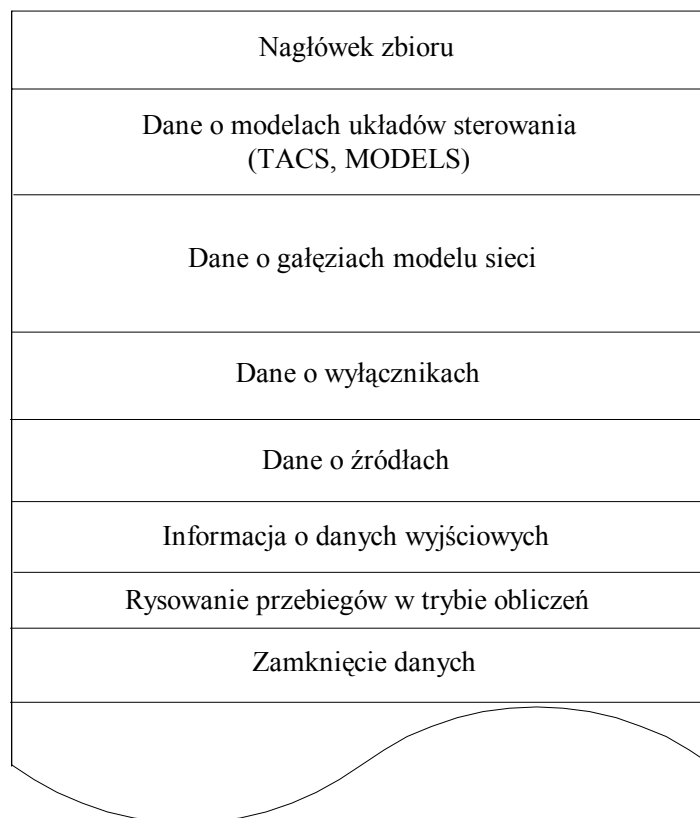 Nagłówek zbioru
Dane o modelach układów sterowania
(TACS, MODELS)
Dane o gałęziach modelu sieci
Dane o wyłącznikach
Dane o źródłach
Informacja o danych wyjściowych
Rysowanie przebiegów w trybie obliczeń
Zamknięcie danych